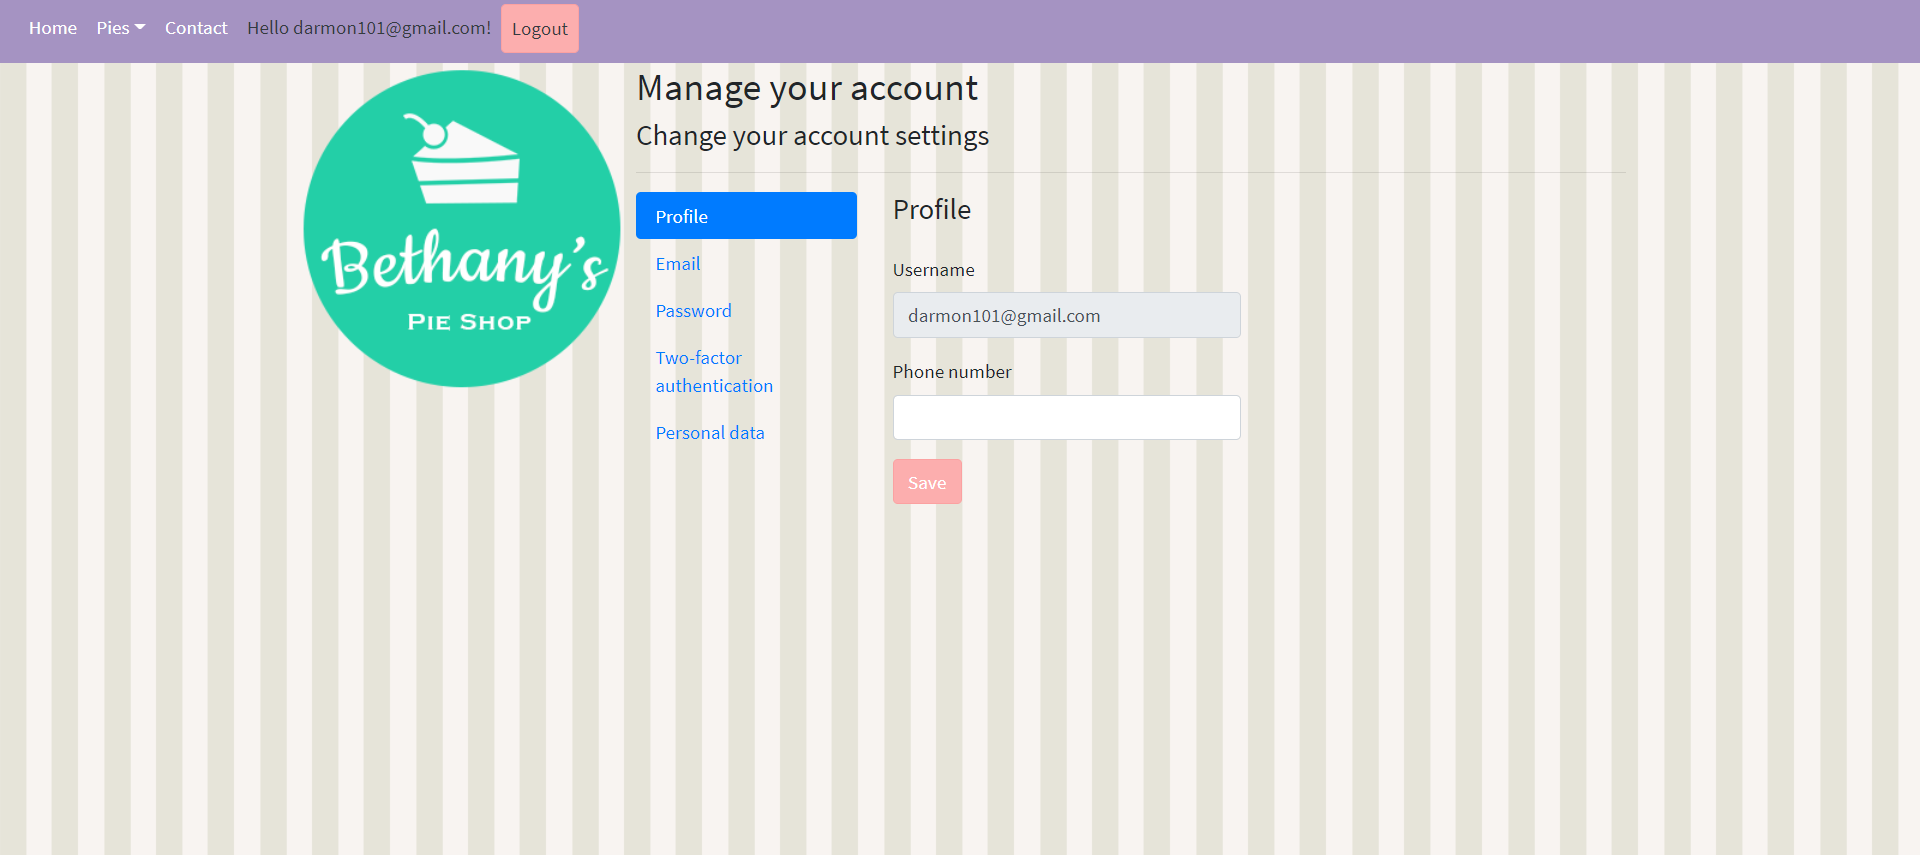 Home Pies Contact Hello darmon101@gmail.com! Logout
Bethany's
Pie Shop
Manage your account
Change your account settings
Profile
Email
Password
Two-factor
authentication
Personal data
Profile
Username
darmon101@gmail.com
Phone number
Save